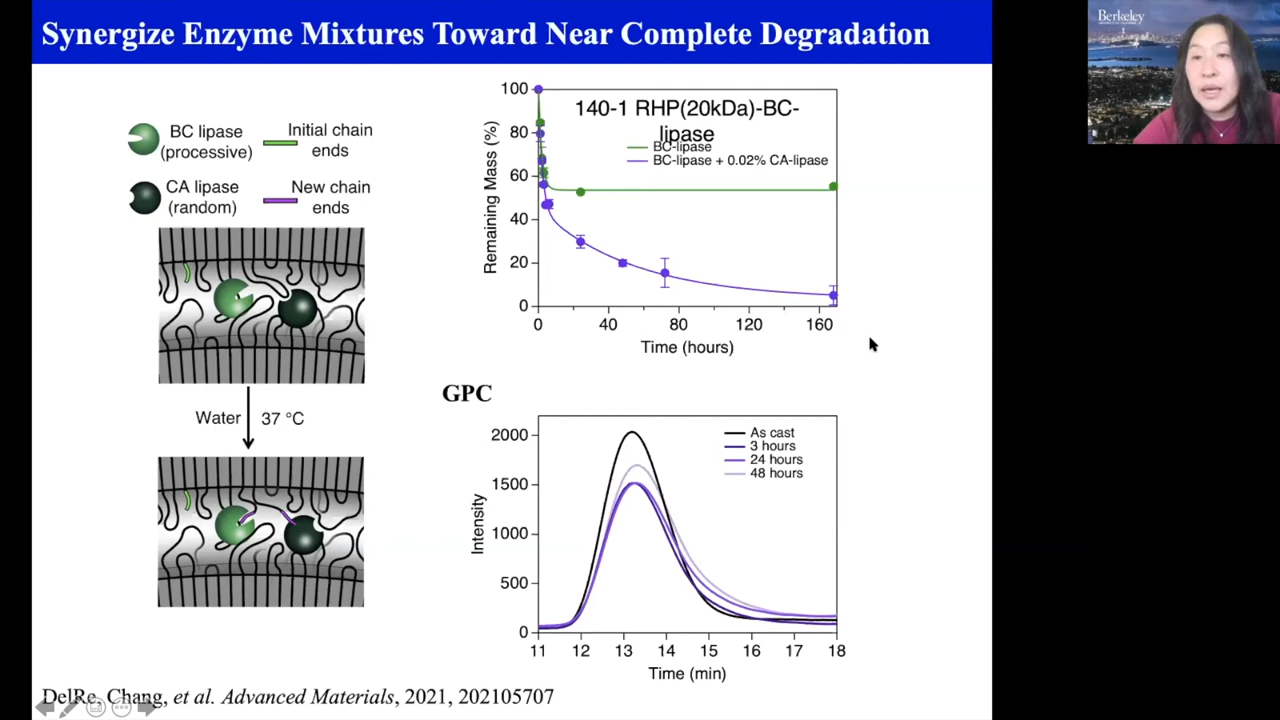 Synergize Enzyme Mixtures Toward Near Complete Degradation
Berkeley
BC lipase
(processive)
Initial chain
ends
CA lipase
(random)
New chain
ends
Water
37 °C
140-1 RHP(20kDa)-BC-
lipase
BC-lipase
BC-lipase + 0.02% CA-lipase
Remaining Mass (%)
100
80
60
40
20
0
0 40 80 120 160
Time (hours)
GPC
As cast
3 hours
24 hours
48 hours
Intensity
2000
1500
1000
500
0
11 12 13 14 15 16 17 18
Time (min)
DelRe, Chang, et al. Advanced Materials, 2021, 202105707